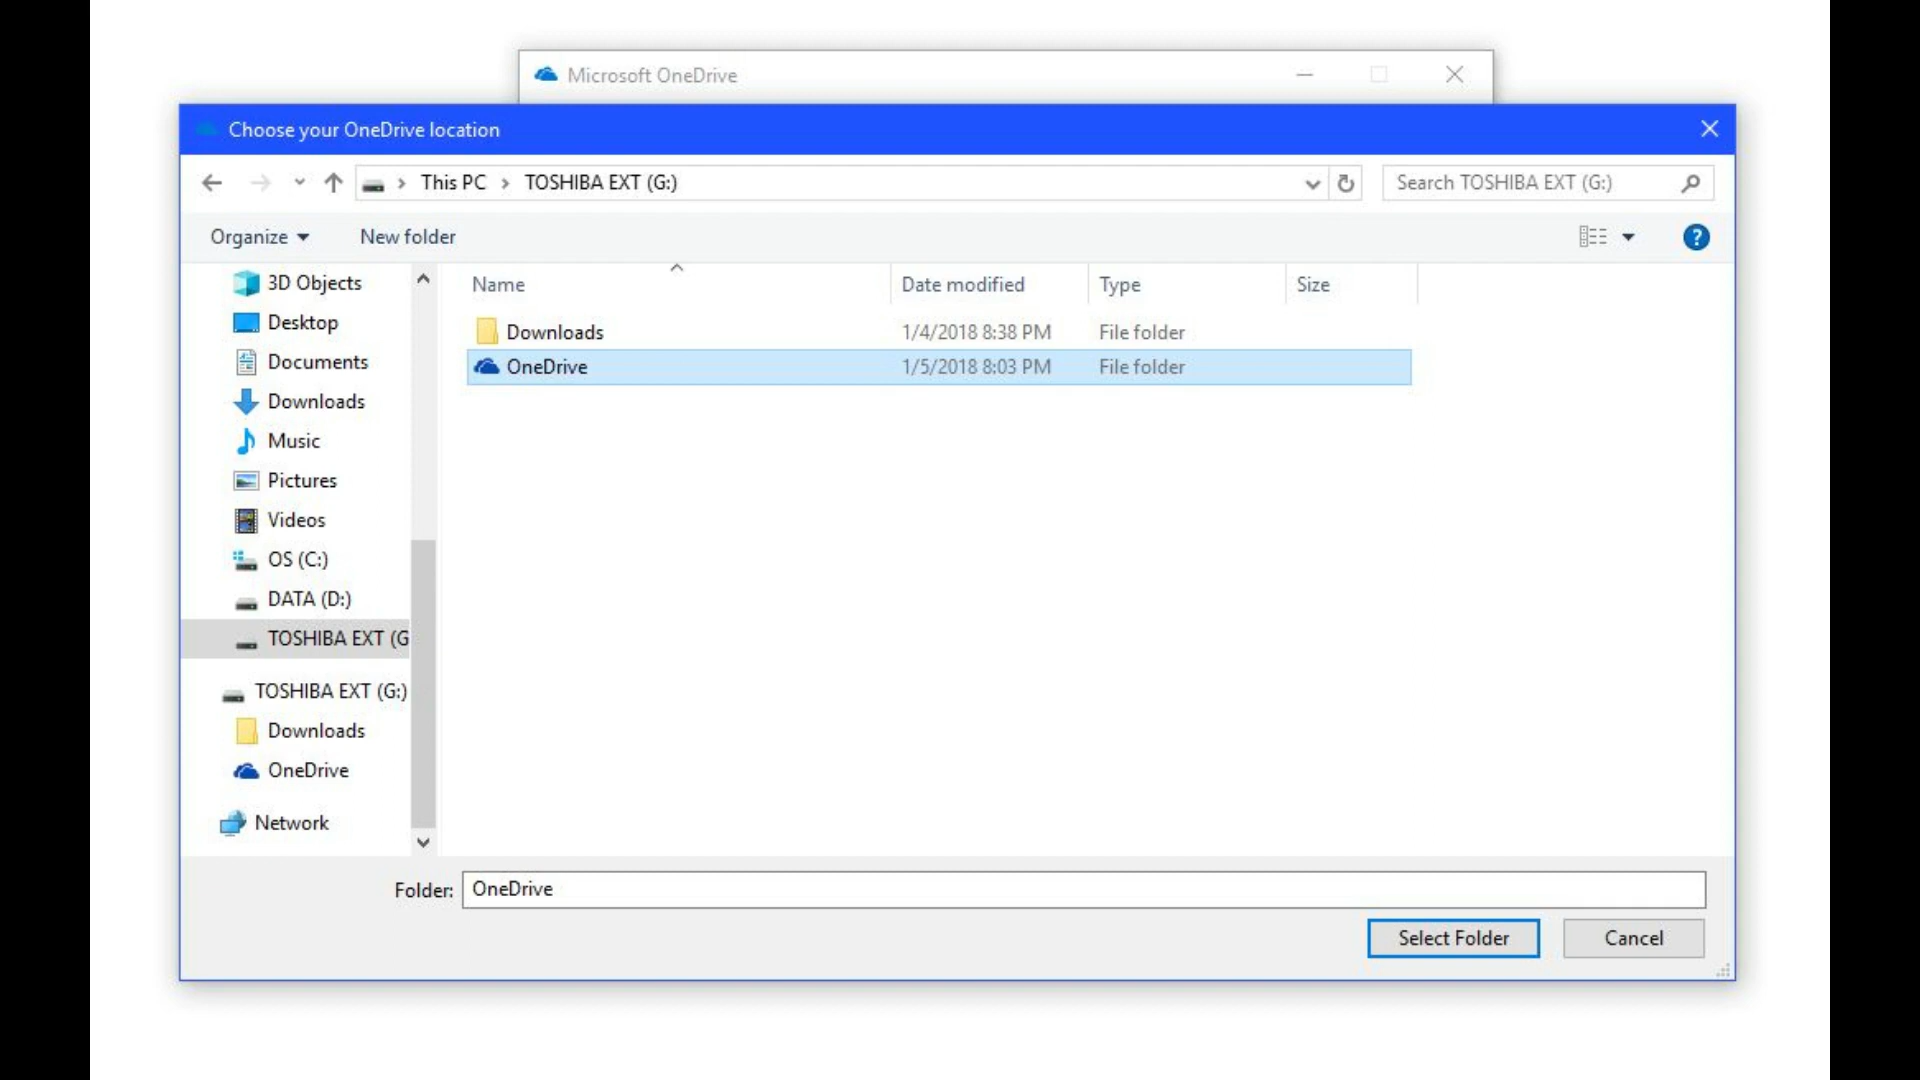 Microsoft OneDrive
Choose your OneDrive location
This PC > TOSHIBA EXT (G:)
Search TOSHIBA EXT (G:)
Organize
New folder
?
Name Date modified Type Size
Downloads 1/4/2018 8:38 PM File folder
OneDrive 1/5/2018 8:03 PM File folder
3D Objects
Desktop
Documents
Downloads
Music
Pictures
Videos
OS (C:)
DATA (D:)
TOSHIBA EXT (G
TOSHIBA EXT (G:)
Downloads
OneDrive
Network
Folder: OneDrive
Select Folder
Cancel